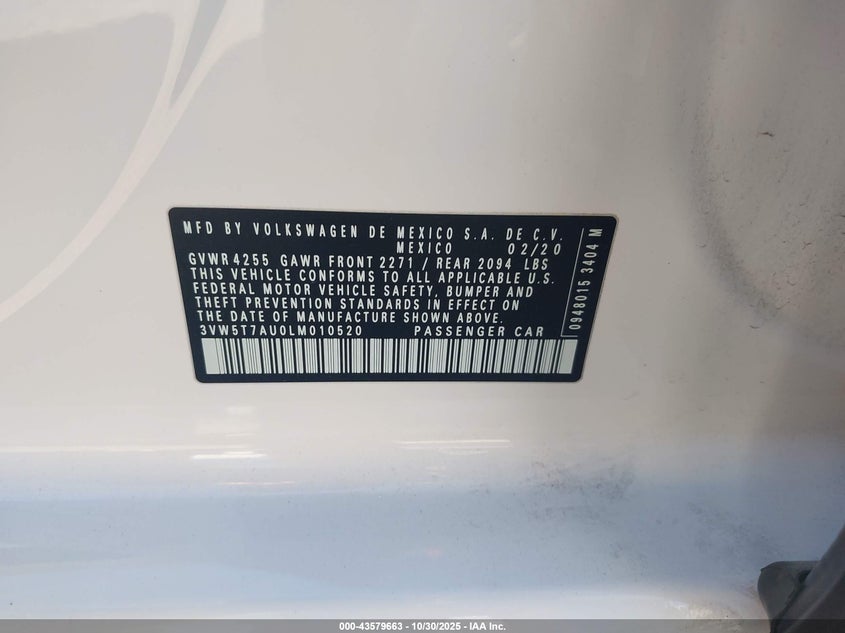 MFD BY VOLKSWAGEN DE MEXICO S.A. DE C.V.
MEXICO 02/20
GVWR 4255 GAWR FRONT 2271 / REAR 2094 LBS
THIS VEHICLE CONFORMS TO ALL APPLICABLE U.S.
FEDERAL MOTOR VEHICLE SAFETY, BUMPER AND
THEFT PREVENTION STANDARDS IN EFFECT ON
THE DATE OF MANUFACTURE SHOWN ABOVE.
3VW5T7AU0LM010520 PASSENGER CAR
0948015 3404 M
000-43579663 - 10/30/2025 - IAA Inc.